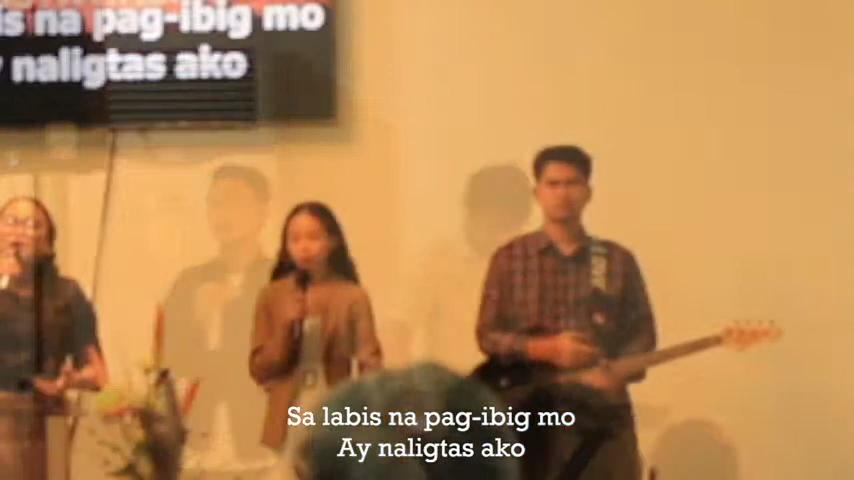 is na pag-ibig mo
naligtas ako
Sa labis na pag-ibig mo
Ay naligtas ako